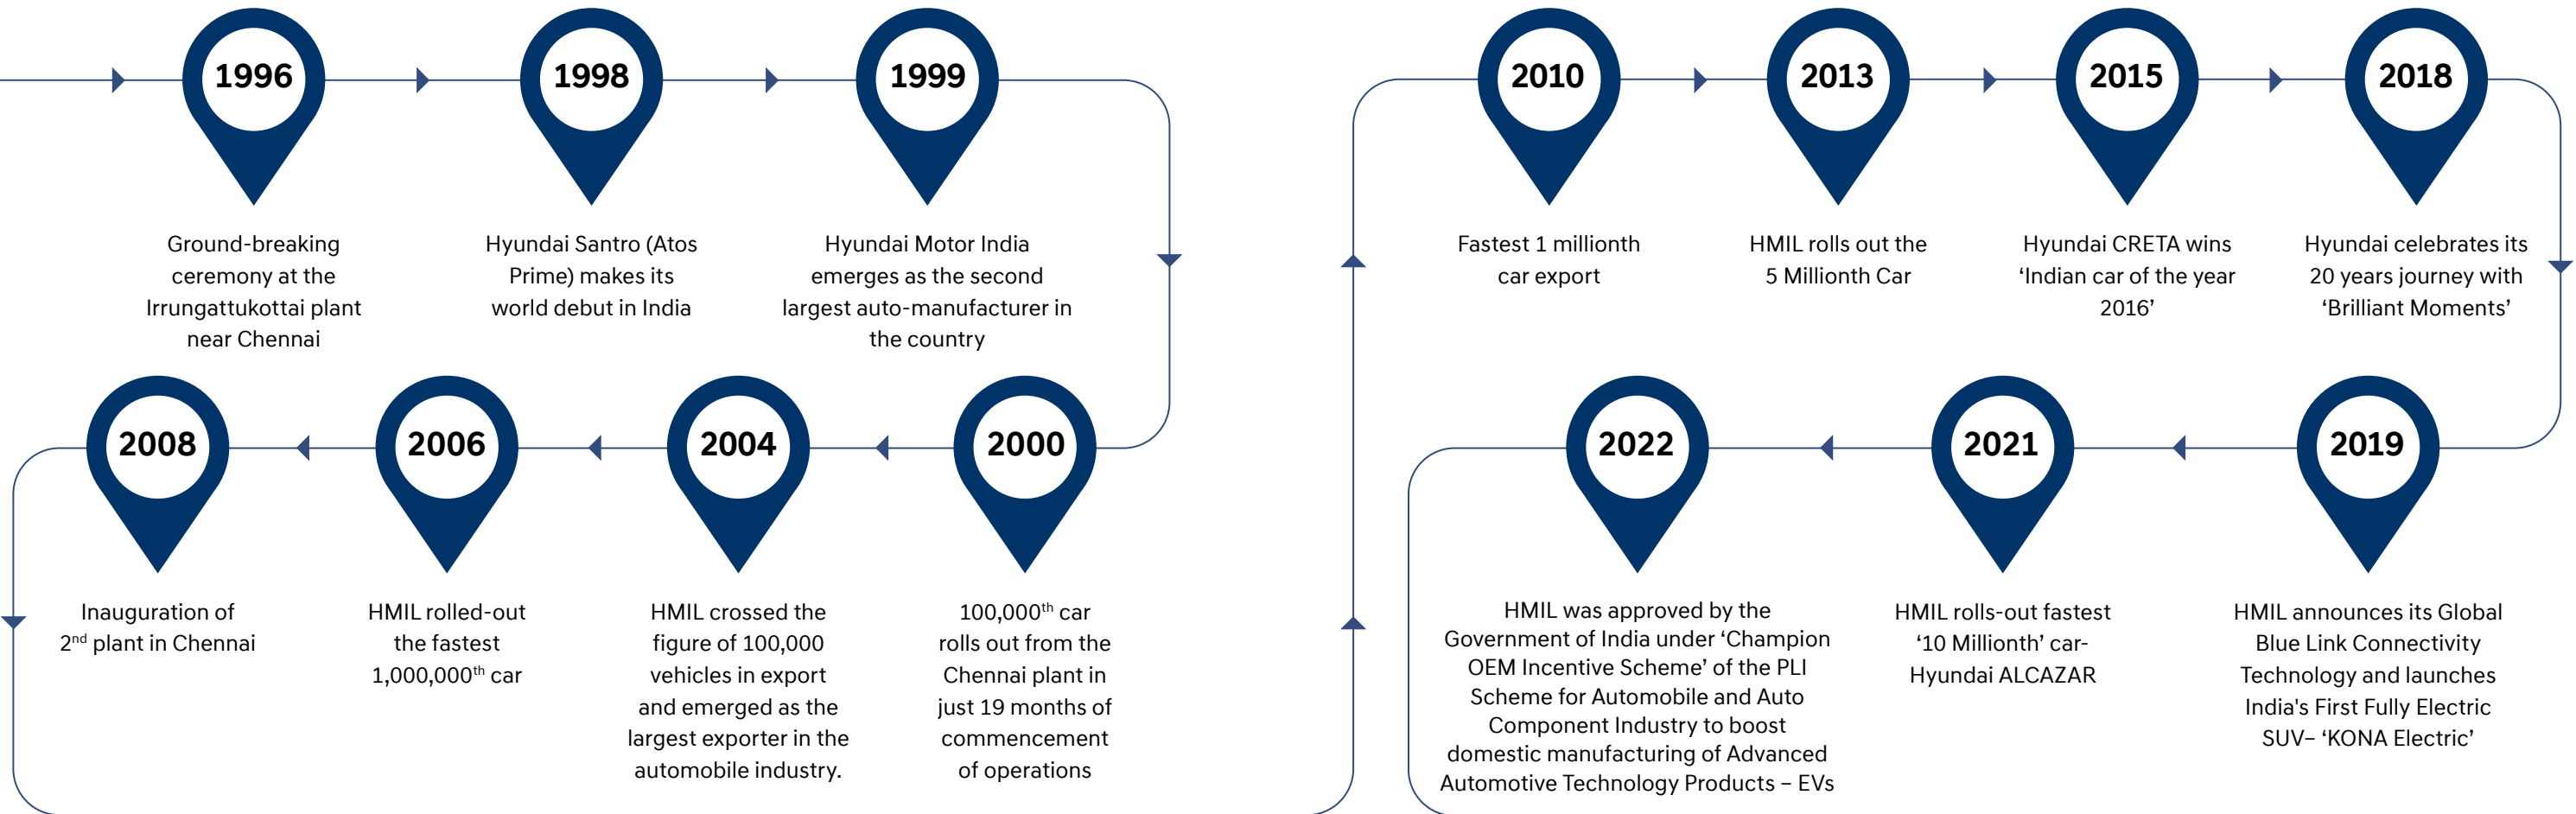 1996
Ground-breaking
ceremony at the
Irrungattukottai plant
near Chennai
1998
Hyundai Santro (Atos
Prime) makes its
world debut in India
1999
Hyundai Motor India
emerges as the second
largest auto-manufacturer in
the country
2000
100,000th car
rolls out from the
Chennai plant in
just 19 months of
commencement
of operations
2004
HMIL crossed the
figure of 100,000
vehicles in export
and emerged as the
largest exporter in the
automobile industry.
2006
HMIL rolled-out
the fastest
1,000,000th car
2008
Inauguration of
2nd plant in Chennai
2010
Fastest 1 millionth
car export
2013
HMIL rolls out the
5 Millionth Car
2015
Hyundai CRETA wins
‘Indian car of the year
2016’
2018
Hyundai celebrates its
20 years journey with
‘Brilliant Moments’
2019
HMIL announces its Global
Blue Link Connectivity
Technology and launches
India's First Fully Electric
SUV– ‘KONA Electric’
2021
HMIL rolls-out fastest
‘10 Millionth’ car-
Hyundai ALCAZAR
2022
HMIL was approved by the
Government of India under ‘Champion
OEM Incentive Scheme’ of the PLI
Scheme for Automobile and Auto
Component Industry to boost
domestic manufacturing of Advanced
Automotive Technology Products – EVs